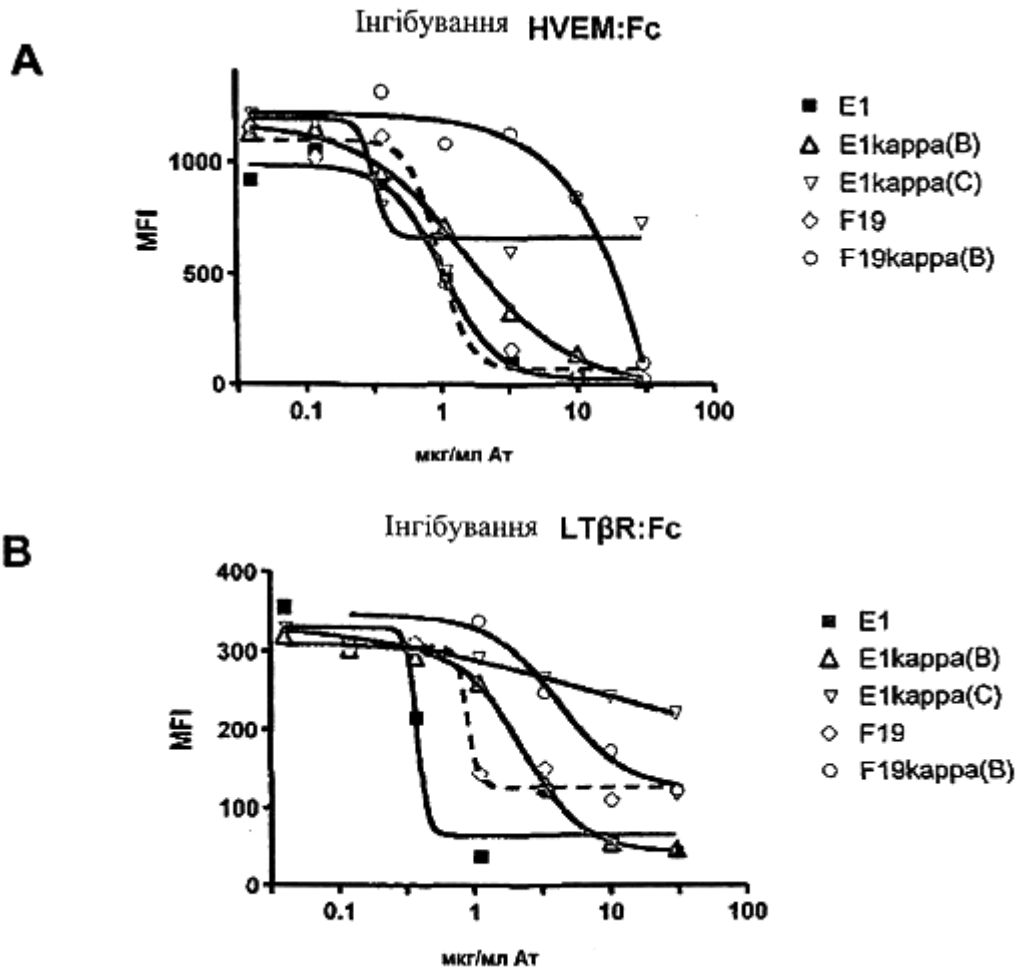 A
Інгібування HVEM:Fc
MFI
1000
500
0
0.1 1 10 100
мкг/мл Ат
E1
E1kappa(B)
E1kappa(C)
F19
F19kappa(B)
B
Інгібування LTβR:Fc
MFI
400
300
200
100
0
0.1 1 10 100
мкг/мл Ат
E1
E1kappa(B)
E1kappa(C)
F19
F19kappa(B)